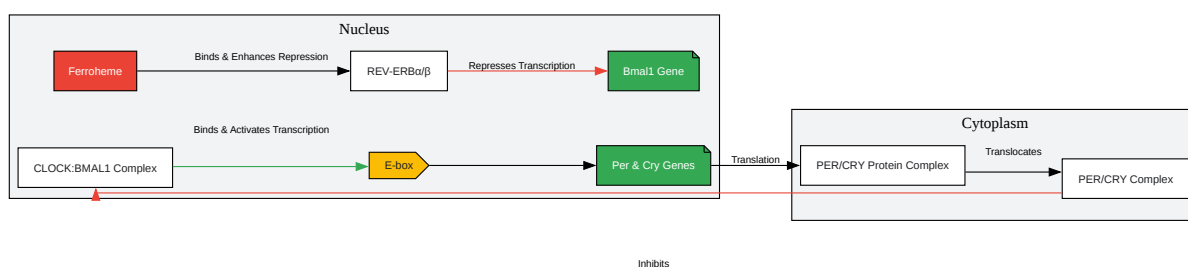 Nucleus
Binds & Enhances Repression
Ferroheme
REV-ERBα/β
Represses Transcription
Bmal1 Gene
Binds & Activates Transcription
CLOCK:BMAL1 Complex
E-box
Per & Cry Genes
Translation
Cytoplasm
PER/CRY Protein Complex
Translocates
PER/CRY Complex
Inhibits